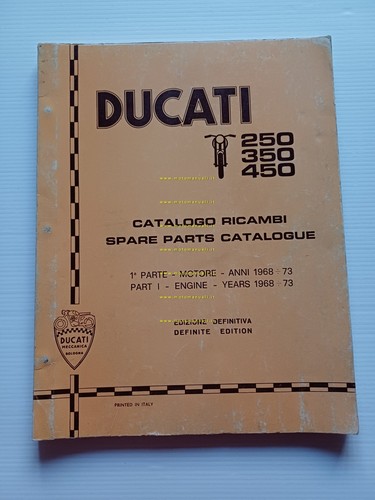 DUCATI
250
350
450
CATALOGO RICAMBI
SPARE PARTS CATALOGUE
1ª PARTE - MOTORE - ANNI 1968 ÷ 73
PART I - ENGINE - YEARS 1968 ÷ 73
EDIZIONE DEFINITIVA
DEFINITE EDITION
DUCATI
MECCANICA
BOLOGNA
PRINTED IN ITALY